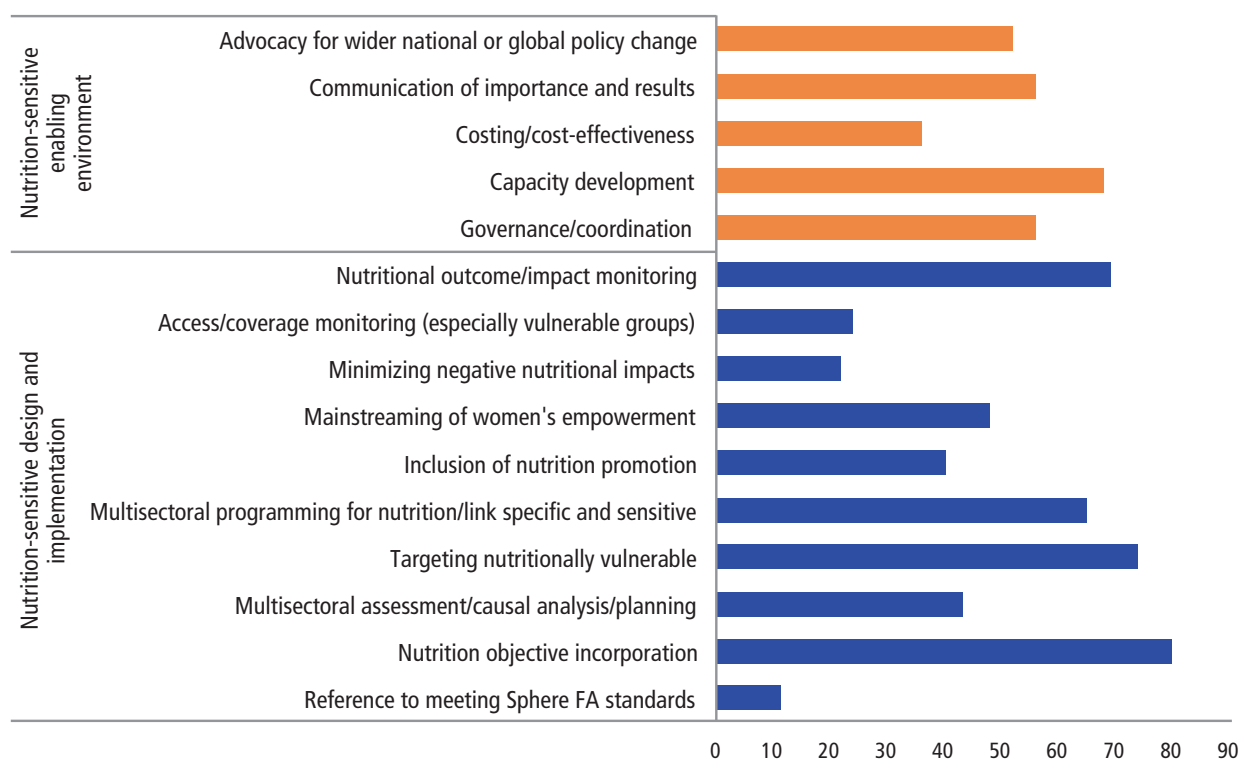 Nutrition-sensitive
enabling
environment
Advocacy for wider national or global policy change
Communication of importance and results
Costing/cost-effectiveness
Capacity development
Governance/coordination
Nutrition-sensitive design and
implementation
Nutritional outcome/impact monitoring
Access/coverage monitoring (especially vulnerable groups)
Minimizing negative nutritional impacts
Mainstreaming of women's empowerment
Inclusion of nutrition promotion
Multisectoral programming for nutrition/link specific and sensitive
Targeting nutritionally vulnerable
Multisectoral assessment/causal analysis/planning
Nutrition objective incorporation
Reference to meeting Sphere FA standards
0 10 20 30 40 50 60 70 80 90